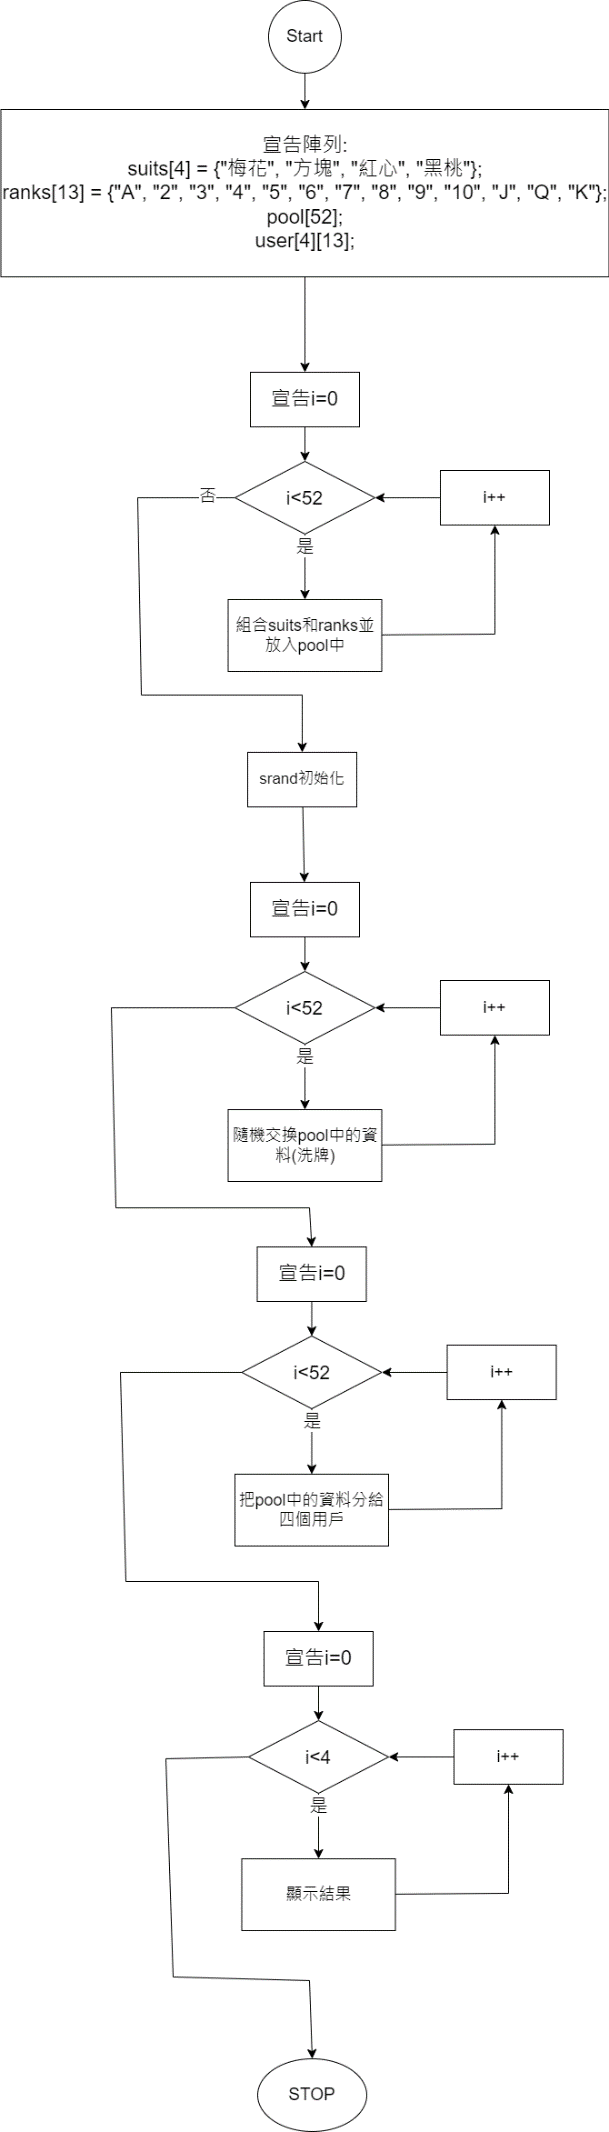 Start
宣告陣列:
suits[4] = {"梅花", "方塊", "紅心", "黑桃"};
ranks[13] = {"A", "2", "3", "4", "5", "6", "7", "8", "9", "10", "J", "Q", "K"};
pool[52];
user[4][13];
宣告i=0
否
i<52
i++
是
組合suits和ranks並
放入pool中
srand初始化
宣告i=0
i<52
i++
是
隨機交換pool中的資
料(洗牌)
宣告i=0
i<52
i++
是
把pool中的資料分給
四個用戶
宣告i=0
i<4
i++
是
顯示結果
STOP